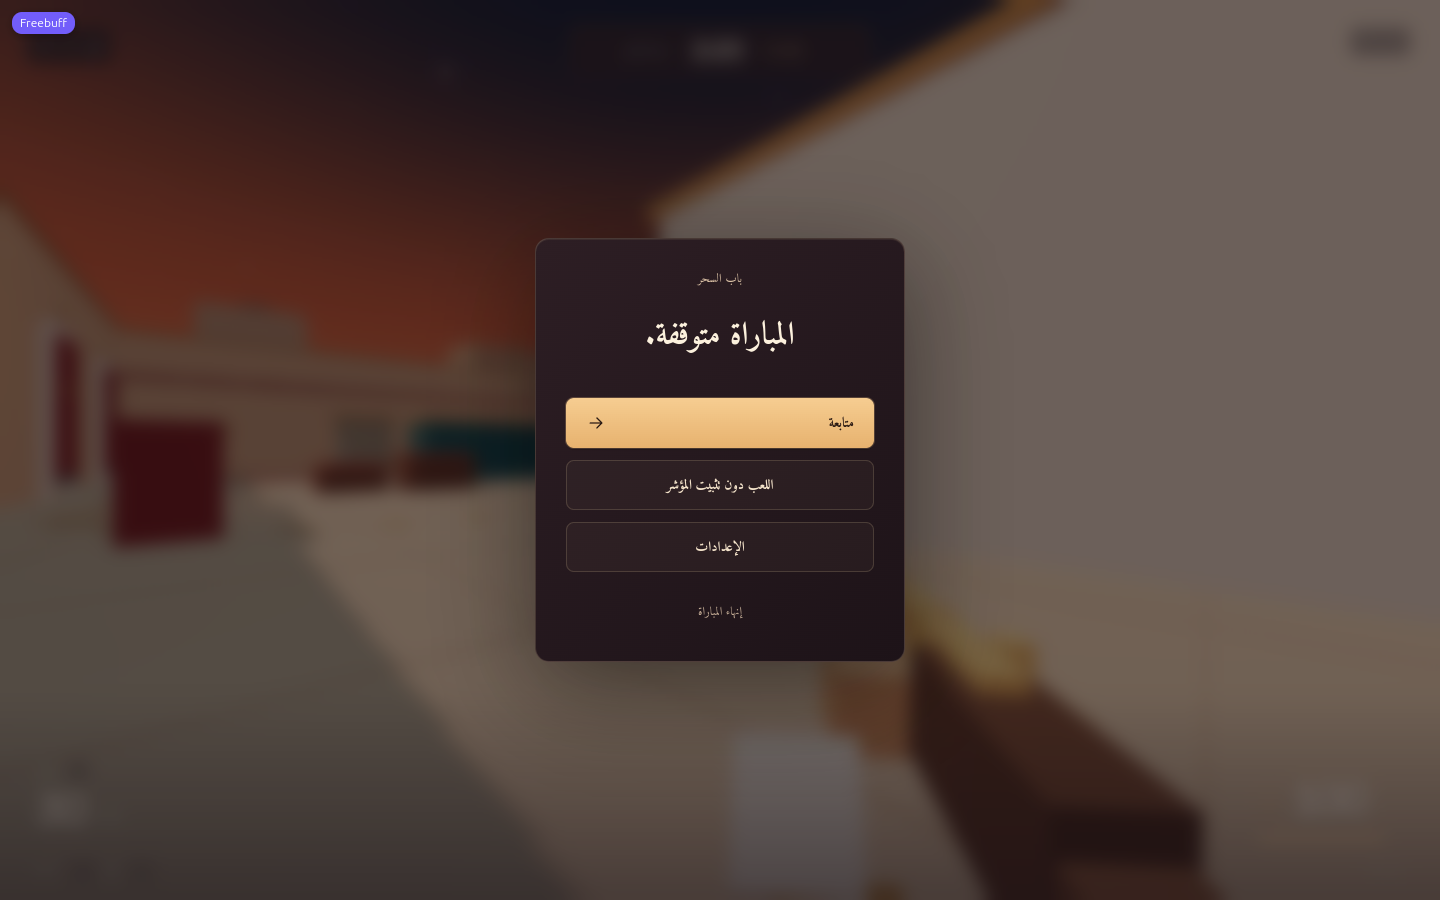 Freebuff
باب السحر
المباراة متوقفة.
متابعة
اللعب دون تثبيت المؤشر
الإعدادات
إنهاء المباراة